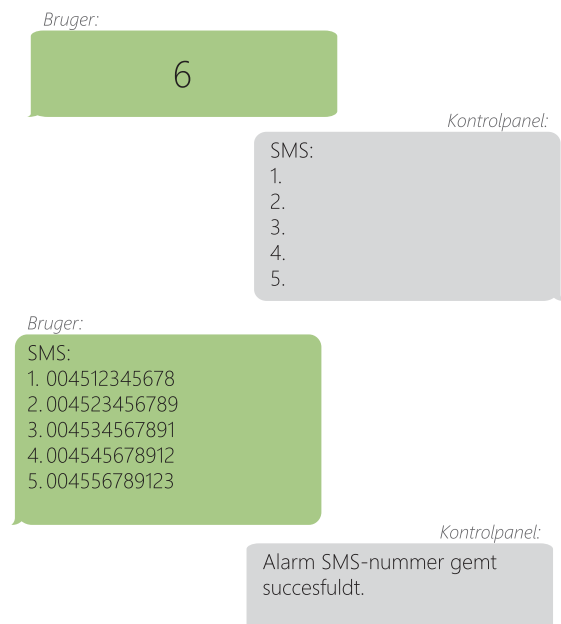 Bruger:
6
Kontrolpanel:
SMS:
1.
2.
3.
4.
5.
Bruger:
SMS:
1. 004512345678
2. 004523456789
3. 004534567891
4. 004545678912
5. 004556789123
Kontrolpanel:
Alarm SMS-nummer gemt
succesfuldt.